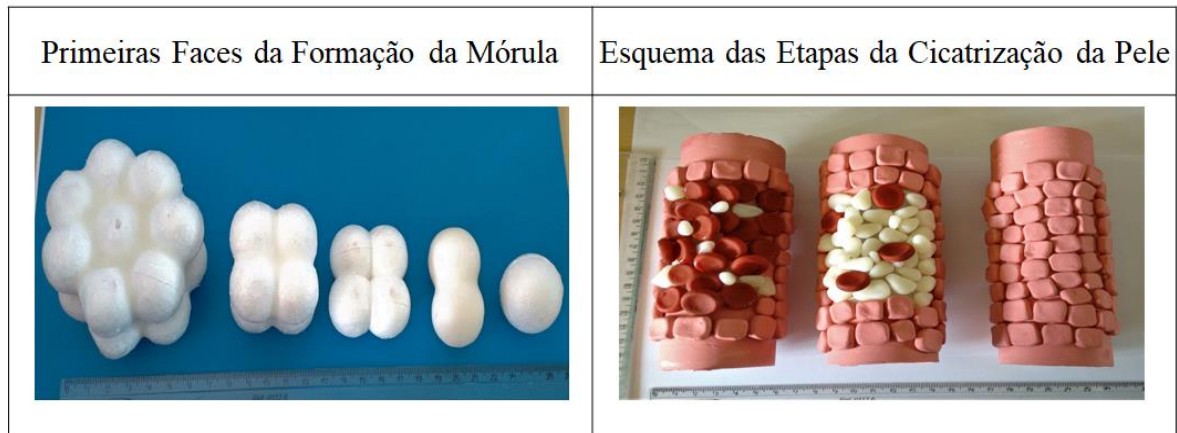 Primeiras Faces da Formação da Mórula
Esquema das Etapas da Cicatrização da Pele